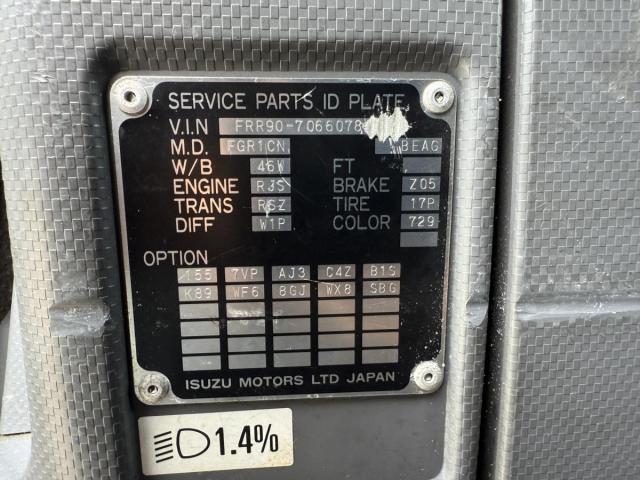 SERVICE PARTS ID PLATE
V.I.N FRR90-7066078
M.D. FGR1CN BEAG
W/B 46W FT
ENGINE RJS BRAKE Z05
TRANS RSZ TIRE 17P
DIFF W1P COLOR 729
OPTION
155 7VP AJ3 C4Z B1S
K89 WF6 8GJ WX8 SBG
ISUZU MOTORS LTD JAPAN
1.4%